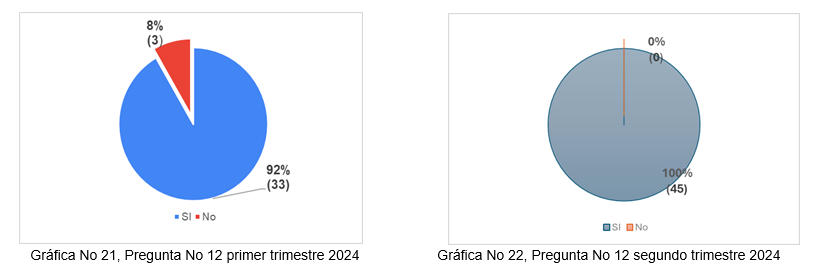 8%
(3)
92%
(33)
SI No
Gráfica No 21, Pregunta No 12 primer trimestre 2024
0%
(0)
100%
(45)
SI No
Gráfica No 22, Pregunta No 12 segundo trimestre 2024